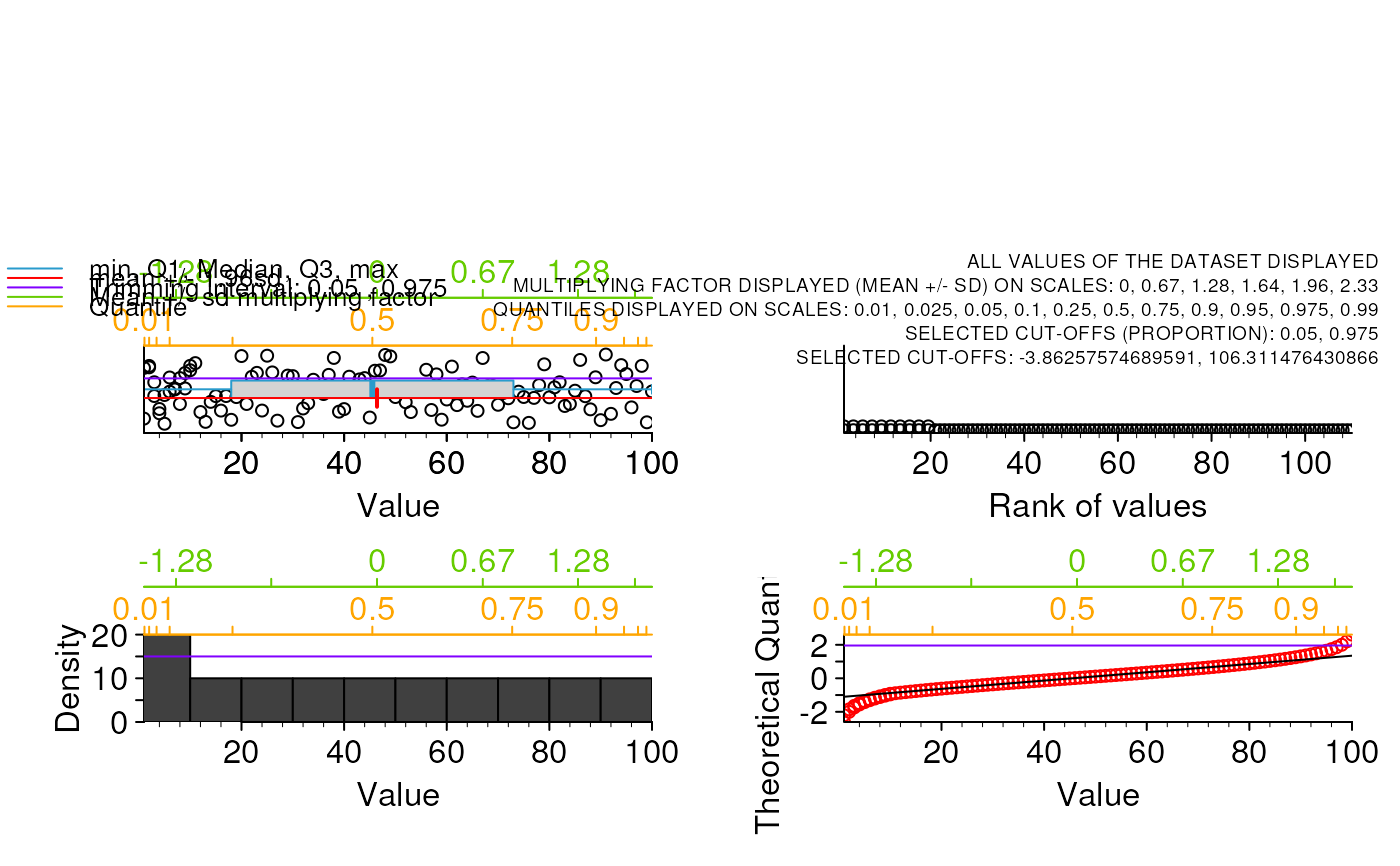 min, Q1, Median, Q3, max
mean +/- 1.96sd
Trimming interval: 0.05, 0.975
Mean +/- sd multiplying factor
Quantile
-1.28 0 0.67 1.28
0.01 0.5 0.75 0.9
20 40 60 80 100
Value
ALL VALUES OF THE DATASET DISPLAYED
MULTIPLYING FACTOR DISPLAYED (MEAN +/- SD) ON SCALES: 0, 0.67, 1.28, 1.64, 1.96, 2.33
QUANTILES DISPLAYED ON SCALES: 0.01, 0.025, 0.05, 0.1, 0.25, 0.5, 0.75, 0.9, 0.95, 0.975, 0.99
SELECTED CUT-OFFS (PROPORTION): 0.05, 0.975
SELECTED CUT-OFFS: -3.86257574689591, 106.311476430866
20 40 60 80 100
Rank of values
-1.28 0 0.67 1.28
0.01 0.5 0.75 0.9
Density
20
10
0
20 40 60 80 100
Value
-1.28 0 0.67 1.28
0.01 0.5 0.75 0.9
Theoretical Quan
2
0
-2
20 40 60 80 100
Value